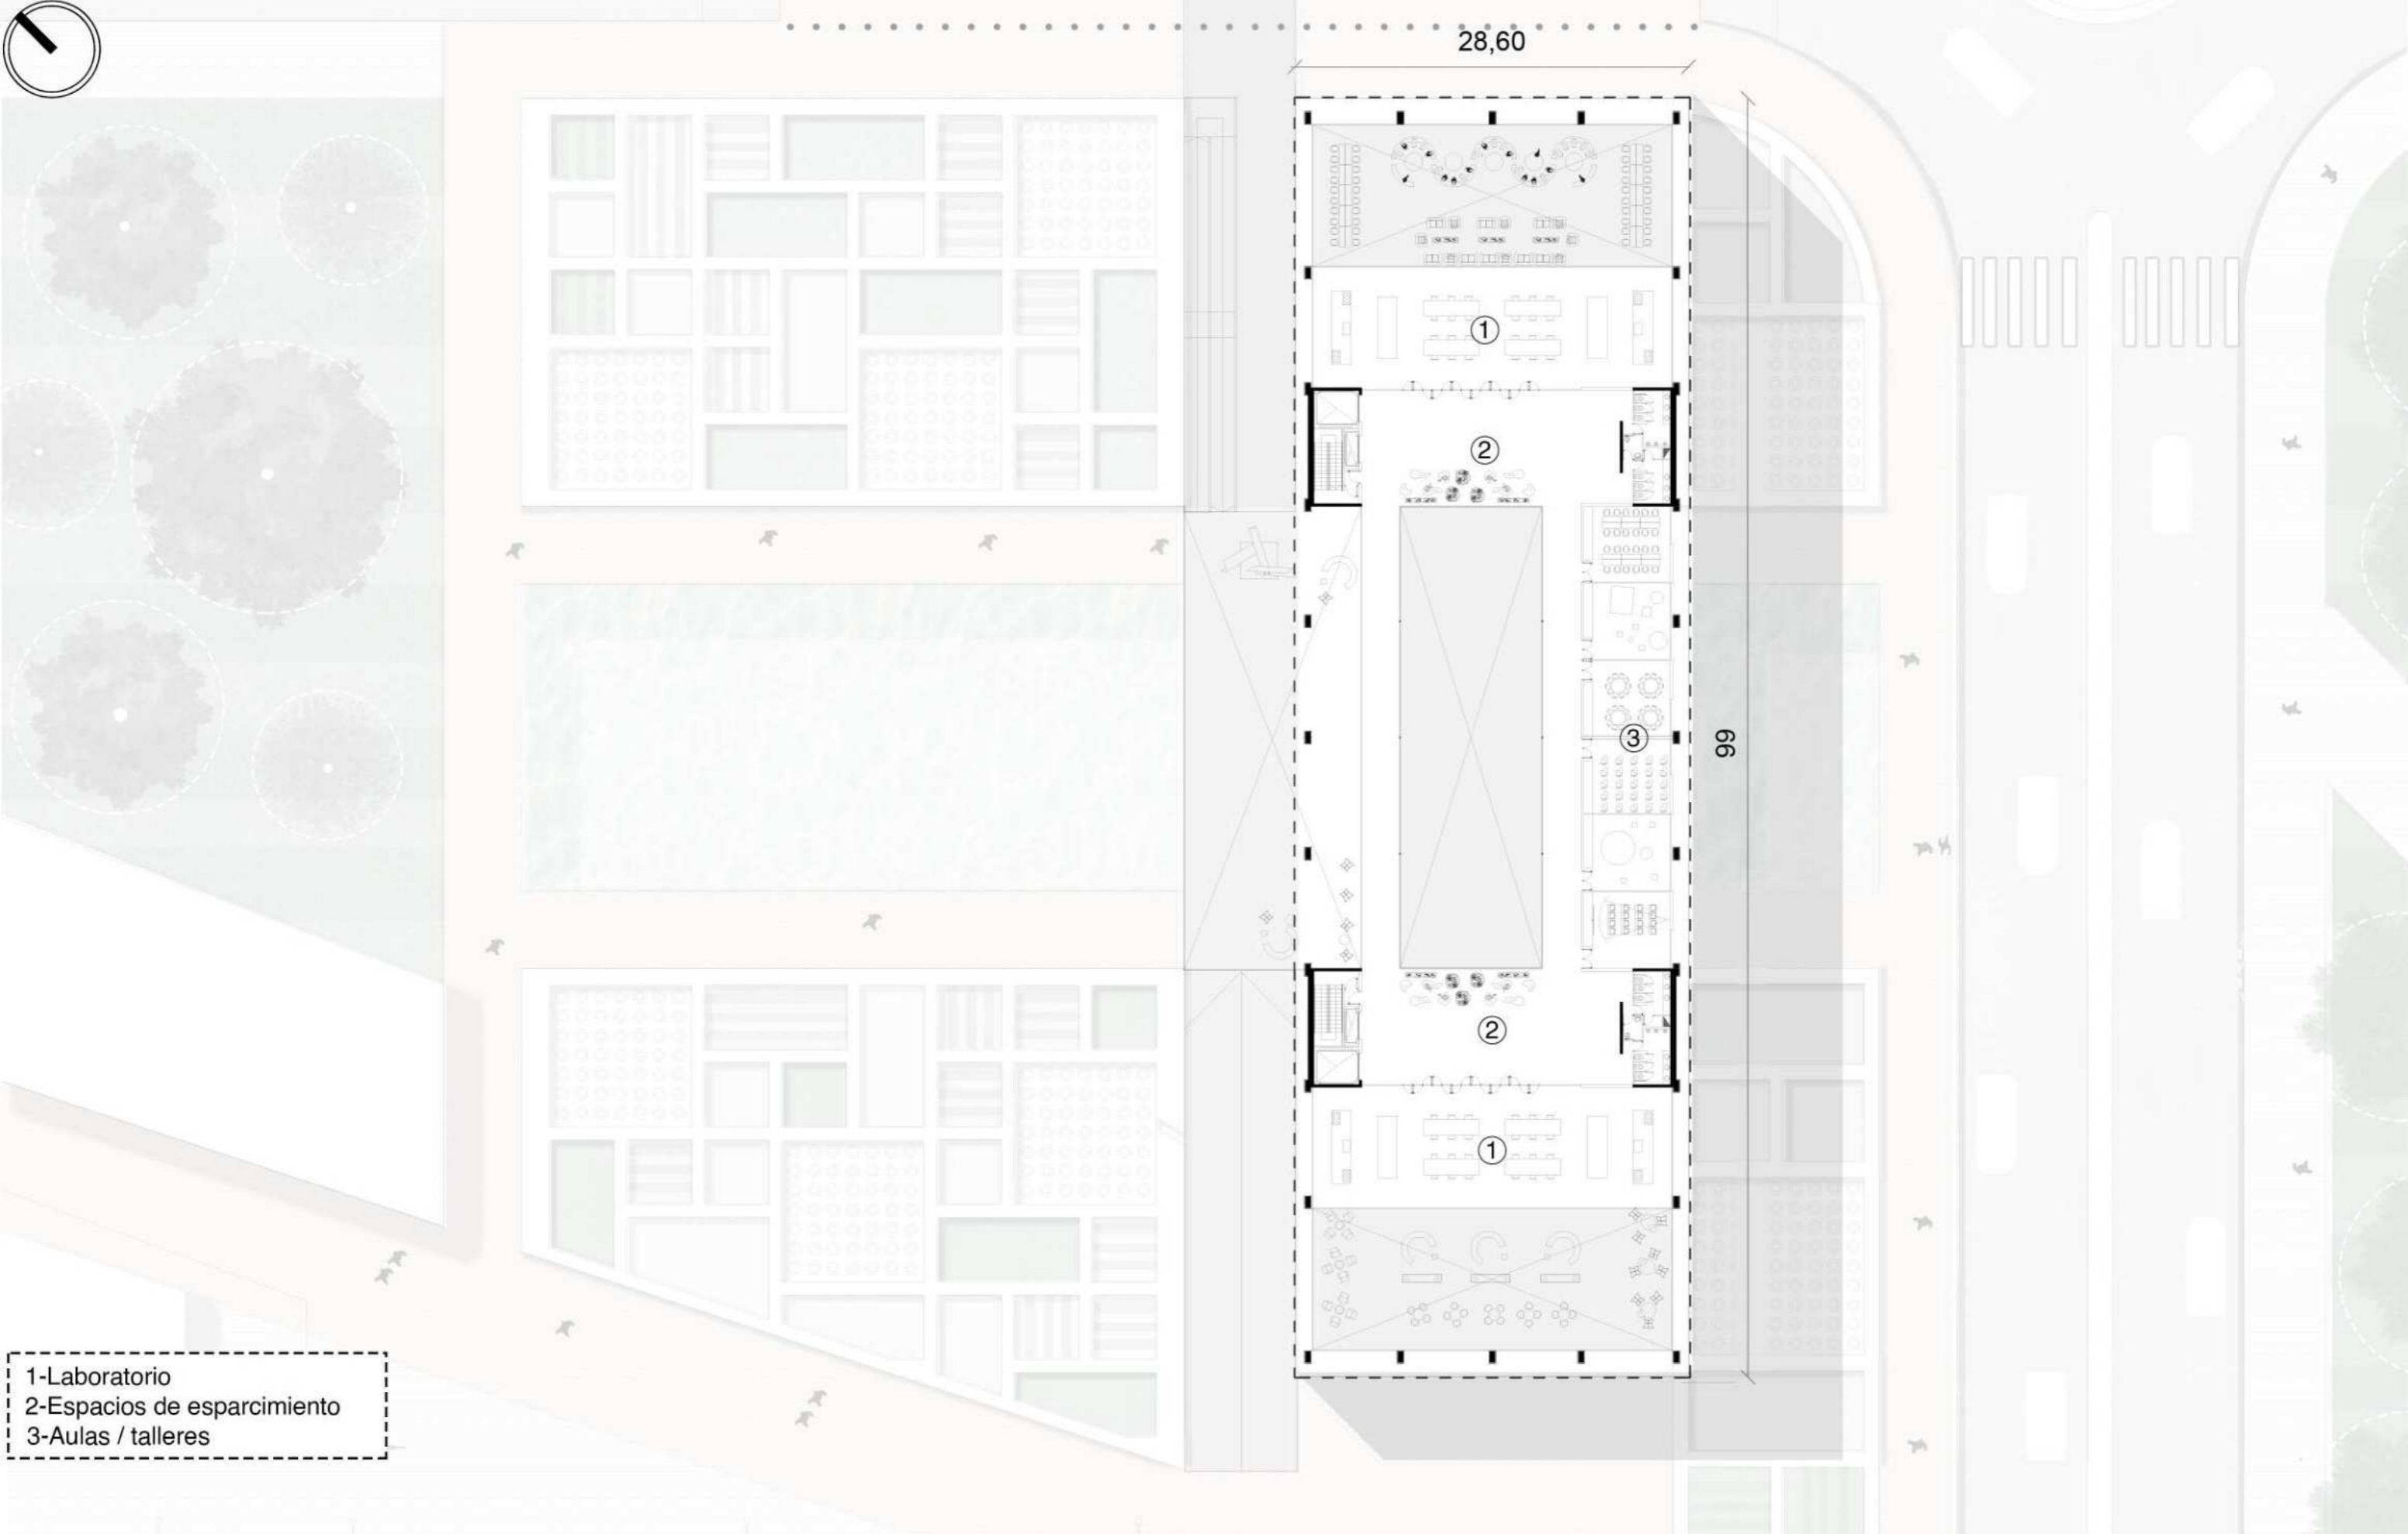 28,60
1
2
3
99
2
1
1-Laboratorio
2-Espacios de esparcimiento
3-Aulas / talleres